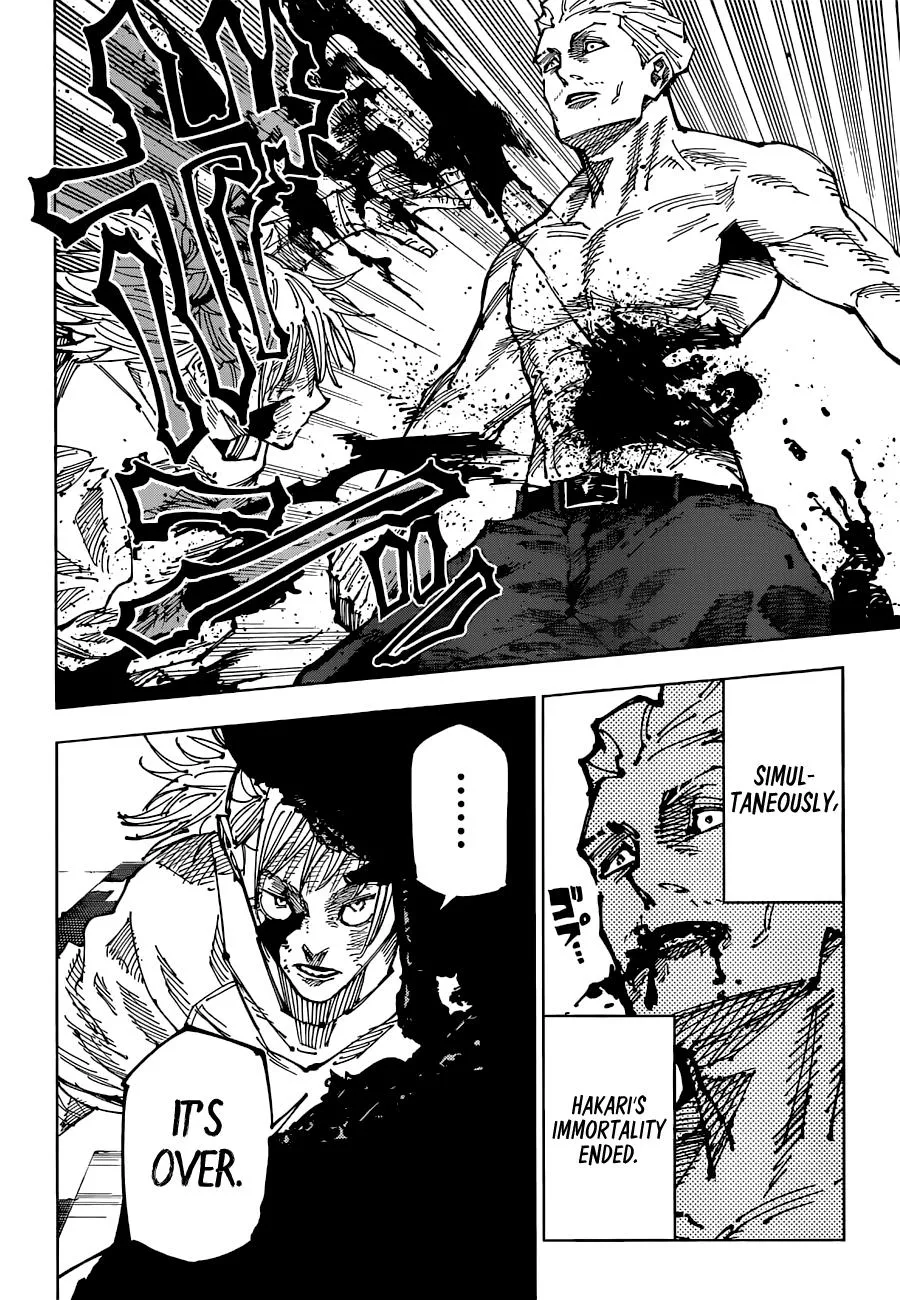 SIMUL-
TANEOUSLY,
HAKARI'S
IMMORTALITY
ENDED.
......
IT'S
OVER.